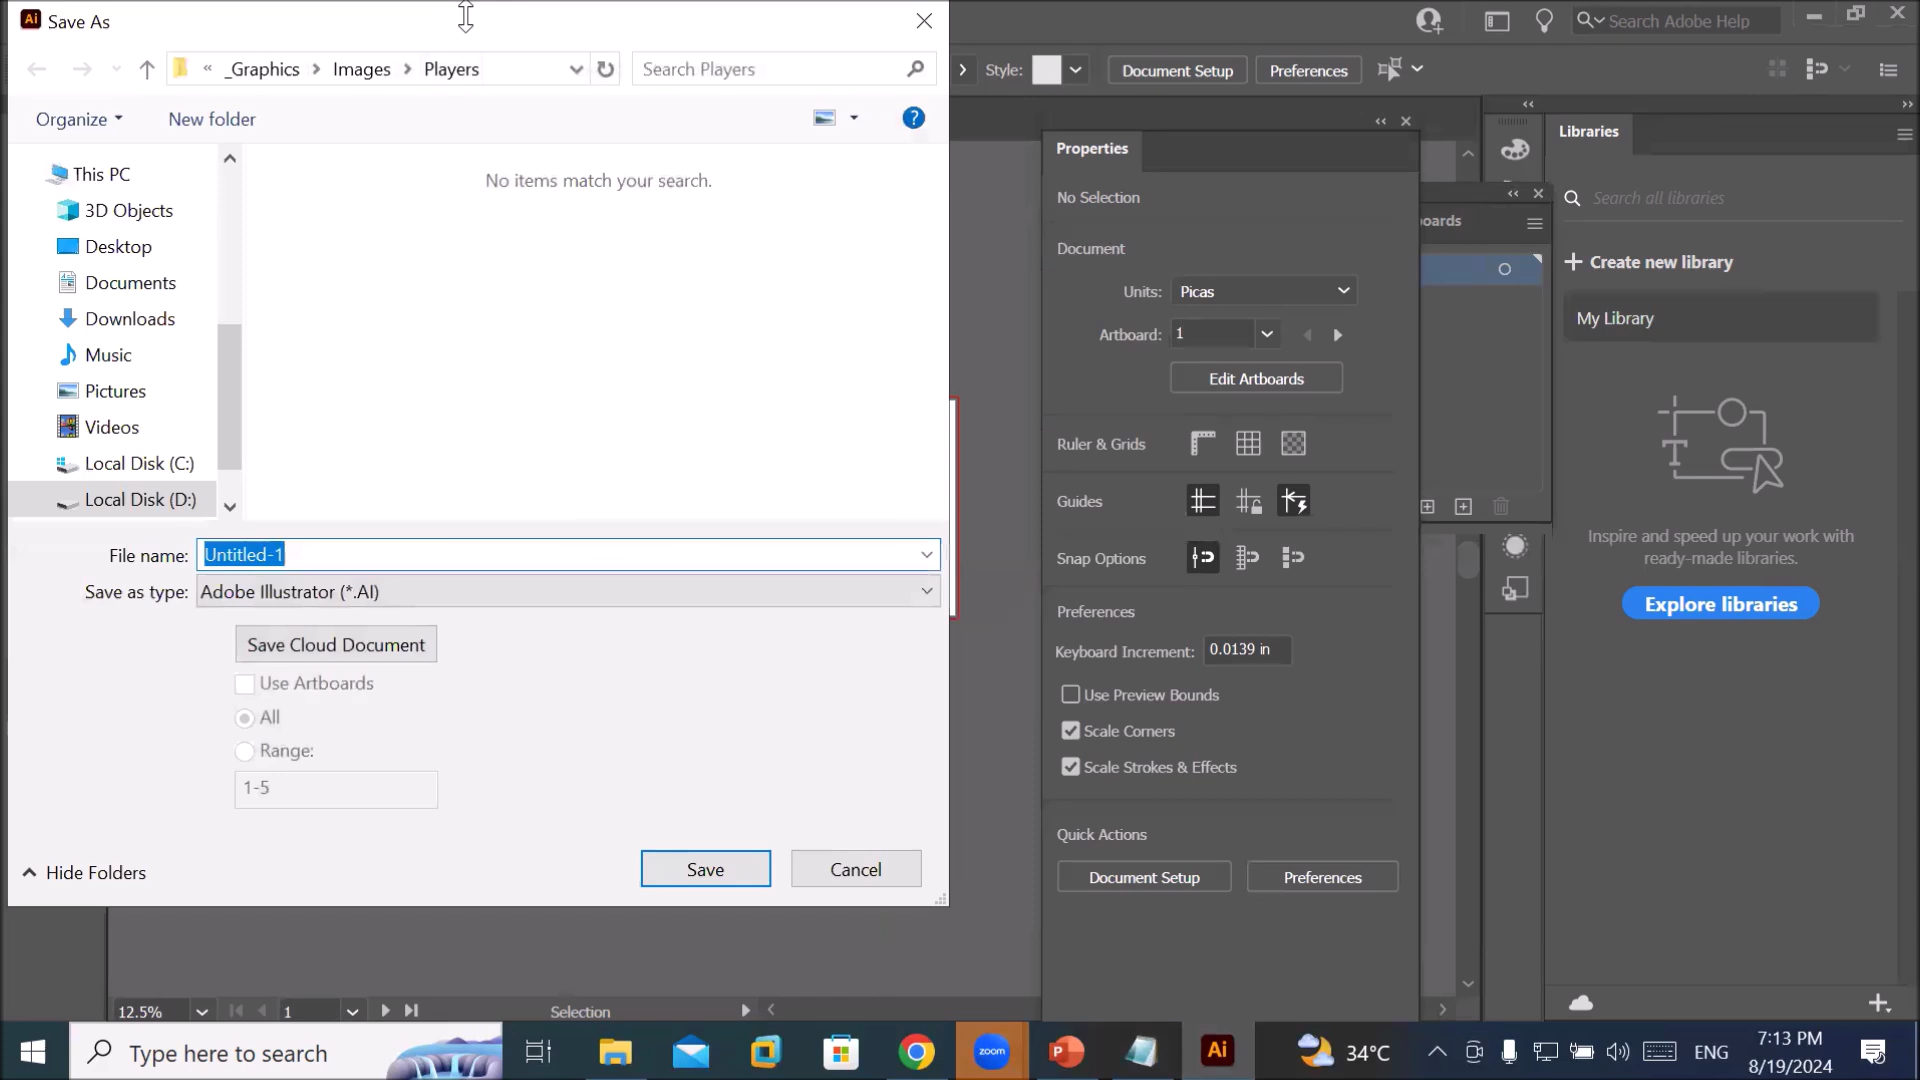 Ai Save As
Search Adobe Help
« _Graphics > Images > Players
Search Players
Style:
Document Setup
Preferences
Organize
New folder
This PC
3D Objects
Desktop
Documents
Downloads
Music
Pictures
Videos
Local Disk (C:)
Local Disk (D:)
No items match your search.
File name: Untitled-1
Save as type: Adobe Illustrator (*.AI)
Save Cloud Document
Use Artboards
All
Range:
1-5
Hide Folders
Save
Cancel
Properties
No Selection
Document
Units: Picas
Artboard: 1
Edit Artboards
Ruler & Grids
Guides
Snap Options
Preferences
Keyboard Increment: 0.0139 in
Use Preview Bounds
Scale Corners
Scale Strokes & Effects
Quick Actions
Document Setup
Preferences
oards
Libraries
Search all libraries
+ Create new library
My Library
Inspire and speed up your work with
ready-made libraries.
Explore libraries
12.5%
1
Selection
Type here to search
zoom
P
Ai
34°C
ENG
7:13 PM
8/19/2024